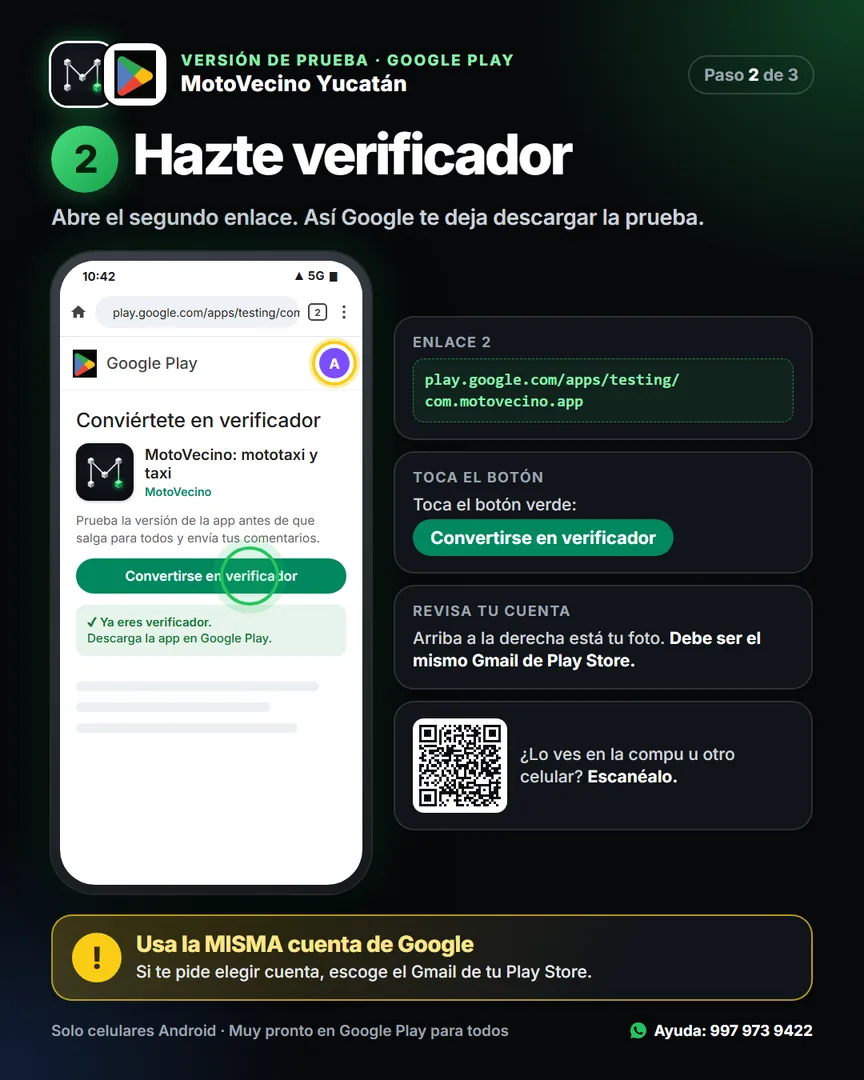 VERSIÓN DE PRUEBA · GOOGLE PLAY
MotoVecino Yucatán
Paso 2 de 3
2
Hazte verificador
Abre el segundo enlace. Así Google te deja descargar la prueba.
10:42
5G
play.google.com/apps/testing/com
2
Google Play
A
Conviértete en verificador
MotoVecino: mototaxi y
taxi
MotoVecino
Prueba la versión de la app antes de que
salga para todos y envía tus comentarios.
Convertirse en verificador
✓ Ya eres verificador.
Descarga la app en Google Play.
ENLACE 2
play.google.com/apps/testing/
com.motovecino.app
TOCA EL BOTÓN
Toca el botón verde:
Convertirse en verificador
REVISA TU CUENTA
Arriba a la derecha está tu foto. Debe ser el
mismo Gmail de Play Store.
¿Lo ves en la compu u otro
celular? Escanéalo.
!
Usa la MISMA cuenta de Google
Si te pide elegir cuenta, escoge el Gmail de tu Play Store.
Solo celulares Android · Muy pronto en Google Play para todos
Ayuda: 997 973 9422